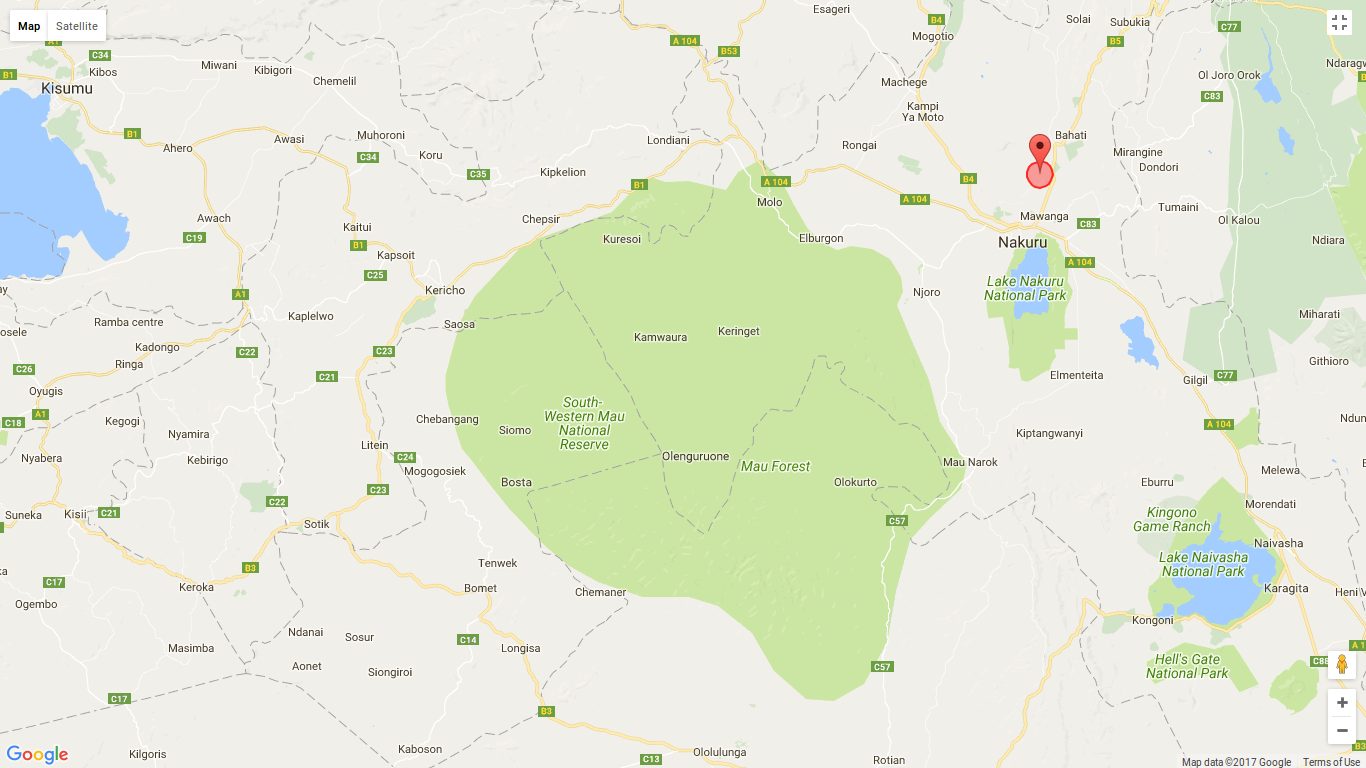 Map
Satellite
Esageri
Solai
Subukia
B4
Mogotio
C77
A 104
B53
B5
C34
Miwani
Kibos
Kibigori
Chemelil
B1
Kisumu
Machege
Ol Joro Orok
Ndaragw
C83
Kampi
Ya Moto
B1
Ahero
Awasi
Muhoroni
Londiani
Rongai
Bahati
C34
Koru
Mirangine
Dondori
C35
Kipkelion
B1
A 104
B4
Molo
A 104
Tumaini
Awach
Chepsir
Mawanga
C83
Ol Kalou
Kaitui
C19
Kuresoi
Elburgon
Nakuru
Ndiara
B1
Kapsoit
A 104
C25
Lake Nakuru
National Park
Kericho
Njoro
A1
Kaplelwo
Miharati
Ramba centre
Saosa
osele
Kamwaura
Keringet
Kadongo
C22
C23
Githioro
Ringa
C26
C21
Elmenteita
C77
Gilgil
Oyugis
South-
Western Mau
National
Reserve
A1
C18
Kegogi
Chebangang
Siomo
A 104
Ndun
Nyamira
Kiptangwanyi
Litein
Nyabera
Kebirigo
C24
Olenguruone
Mau Forest
Mau Narok
Mogogosiek
Melewa
Bosta
Olokurto
Eburru
C23
C22
Morendati
Suneka
Kisii
C21
Kingono
Game Ranch
C57
Sotik
Naivasha
Lake Naivasha
National Park
Tenwek
B3
C17
Keroka
Bomet
Chemaner
Karagita
Heni V
Ogembo
Kongoni
Ndanai
Sosur
C14
Masimba
Longisa
A 1
Hell's Gate
National Park
C88
Aonet
Siongiroi
C57
C17
B3
Kilgoris
Kaboson
Ololulunga
C13
Rotian
B3
Google
Map data ©2017 Google
Terms of Use